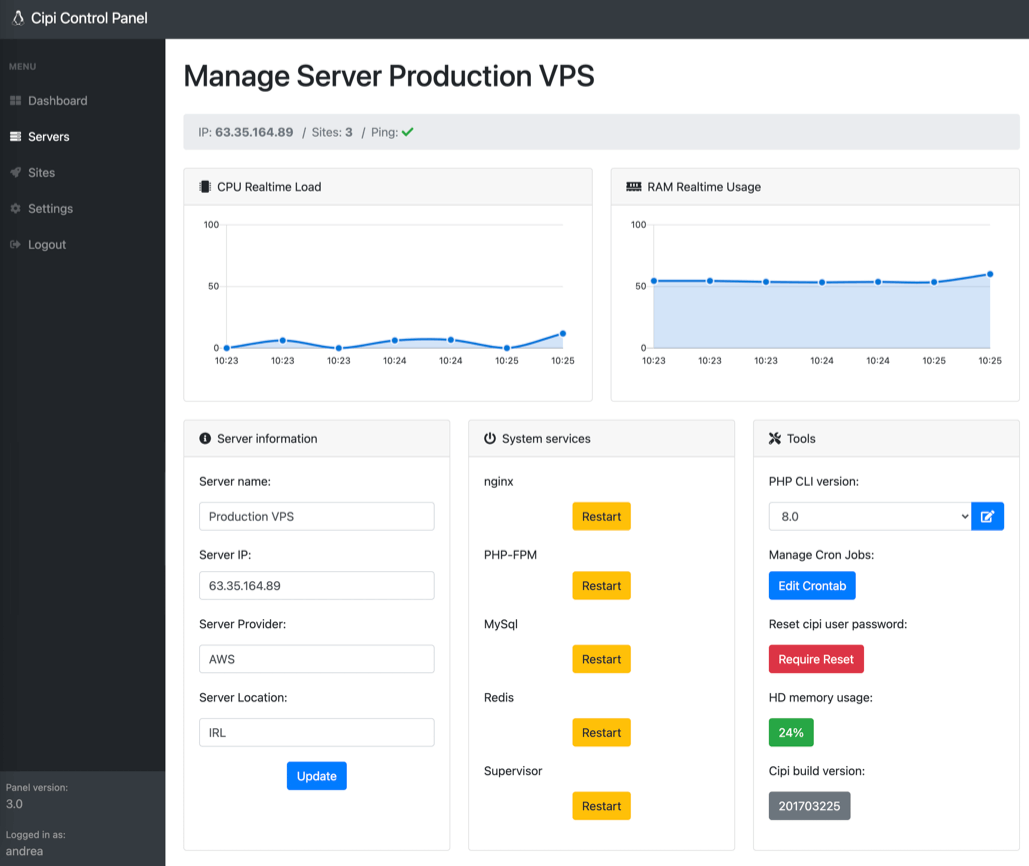 Cipi Control Panel
MENU
Dashboard
Servers
Sites
Settings
Logout
Panel version:
3.0
Logged in as:
andrea
Manage Server Production VPS
IP: 63.35.164.89 / Sites: 3 / Ping:
CPU Realtime Load
100
50
0
10:23 10:23 10:23 10:24 10:24 10:25 10:25
RAM Realtime Usage
100
50
0
10:23 10:23 10:23 10:24 10:24 10:25 10:25
Server information
Server name:
Production VPS
Server IP:
63.35.164.89
Server Provider:
AWS
Server Location:
IRL
Update
System services
nginx
Restart
PHP-FPM
Restart
MySql
Restart
Redis
Restart
Supervisor
Restart
Tools
PHP CLI version:
8.0
Manage Cron Jobs:
Edit Crontab
Reset cipi user password:
Require Reset
HD memory usage:
24%
Cipi build version:
201703225